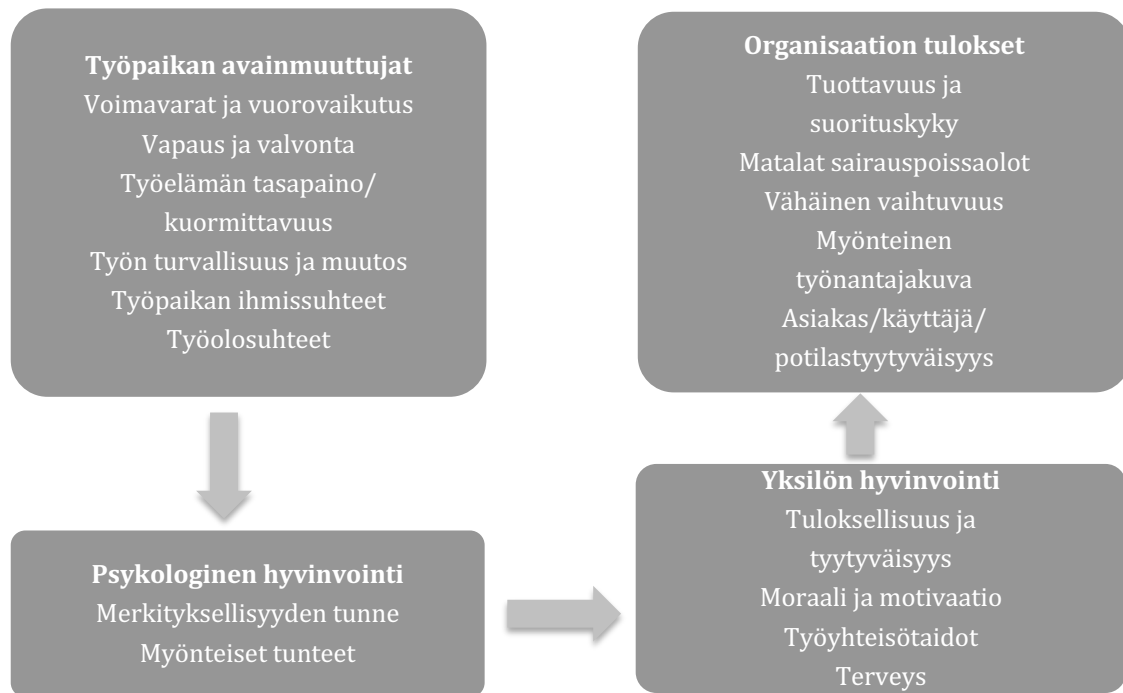 Työpaikan avainmuuttujat
Voimavarat ja vuorovaikutus
Vapaus ja valvonta
Työelämän tasapaino/
kuormittavuus
Työn turvallisuus ja muutos
Työpaikan ihmissuhteet
Työolosuhteet
Psykologinen hyvinvointi
Merkityksellisyyden tunne
Myönteiset tunteet
Yksilön hyvinvointi
Tuloksellisuus ja
tyytyväisyys
Moraali ja motivaatio
Työyhteisötaidot
Terveys
Organisaation tulokset
Tuottavuus ja
suorituskyky
Matalat sairauspoissaolot
Vähäinen vaihtuvuus
Myönteinen
työnantajakuva
Asiakas/käyttäjä/
potilastyytyväisyys